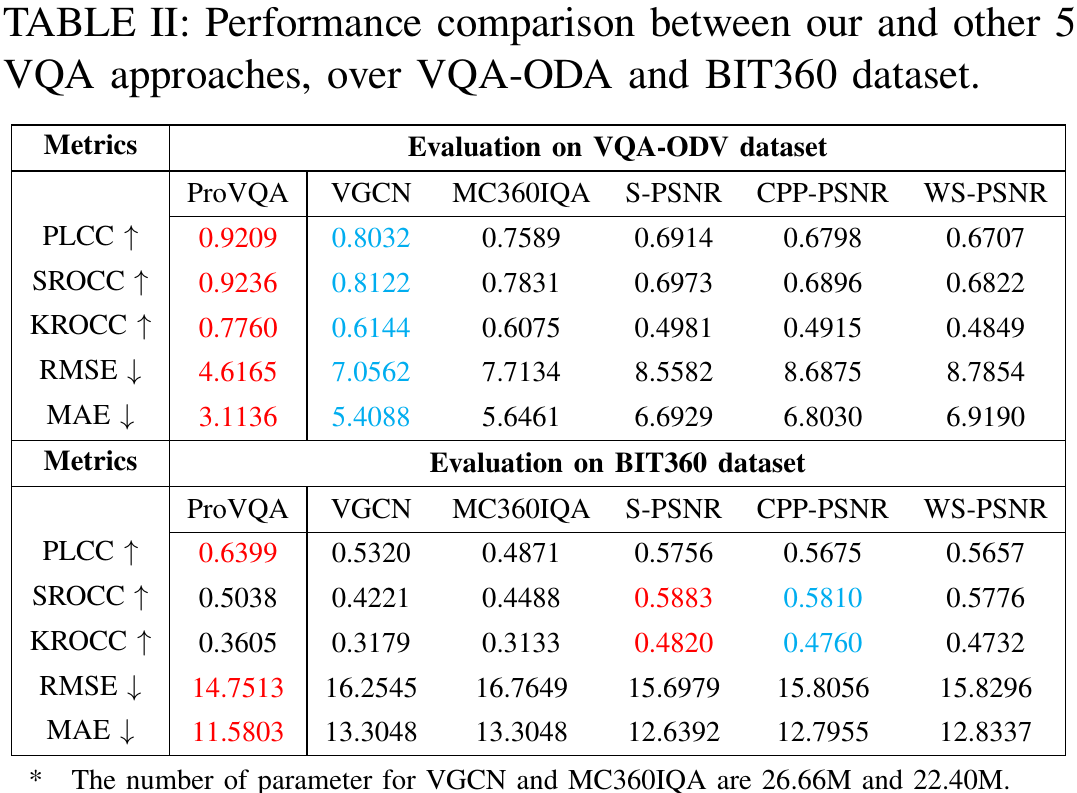 TABLE II: Performance comparison between our and other 5
VQA approaches, over VQA-ODA and BIT360 dataset.
Metrics Evaluation on VQA-ODV dataset
ProVQA VGCN MC360IQA S-PSNR CPP-PSNR WS-PSNR
PLCC ↑ 0.9209 0.8032 0.7589 0.6914 0.6798 0.6707
SROCC ↑ 0.9236 0.8122 0.7831 0.6973 0.6896 0.6822
KROCC ↑ 0.7760 0.6144 0.6075 0.4981 0.4915 0.4849
RMSE ↓ 4.6165 7.0562 7.7134 8.5582 8.6875 8.7854
MAE ↓ 3.1136 5.4088 5.6461 6.6929 6.8030 6.9190
Metrics Evaluation on BIT360 dataset
ProVQA VGCN MC360IQA S-PSNR CPP-PSNR WS-PSNR
PLCC ↑ 0.6399 0.5320 0.4871 0.5756 0.5675 0.5657
SROCC ↑ 0.5038 0.4221 0.4488 0.5883 0.5810 0.5776
KROCC ↑ 0.3605 0.3179 0.3133 0.4820 0.4760 0.4732
RMSE ↓ 14.7513 16.2545 16.7649 15.6979 15.8056 15.8296
MAE ↓ 11.5803 13.3048 13.3048 12.6392 12.7955 12.8337
* The number of parameter for VGCN and MC360IQA are 26.66M and 22.40M.